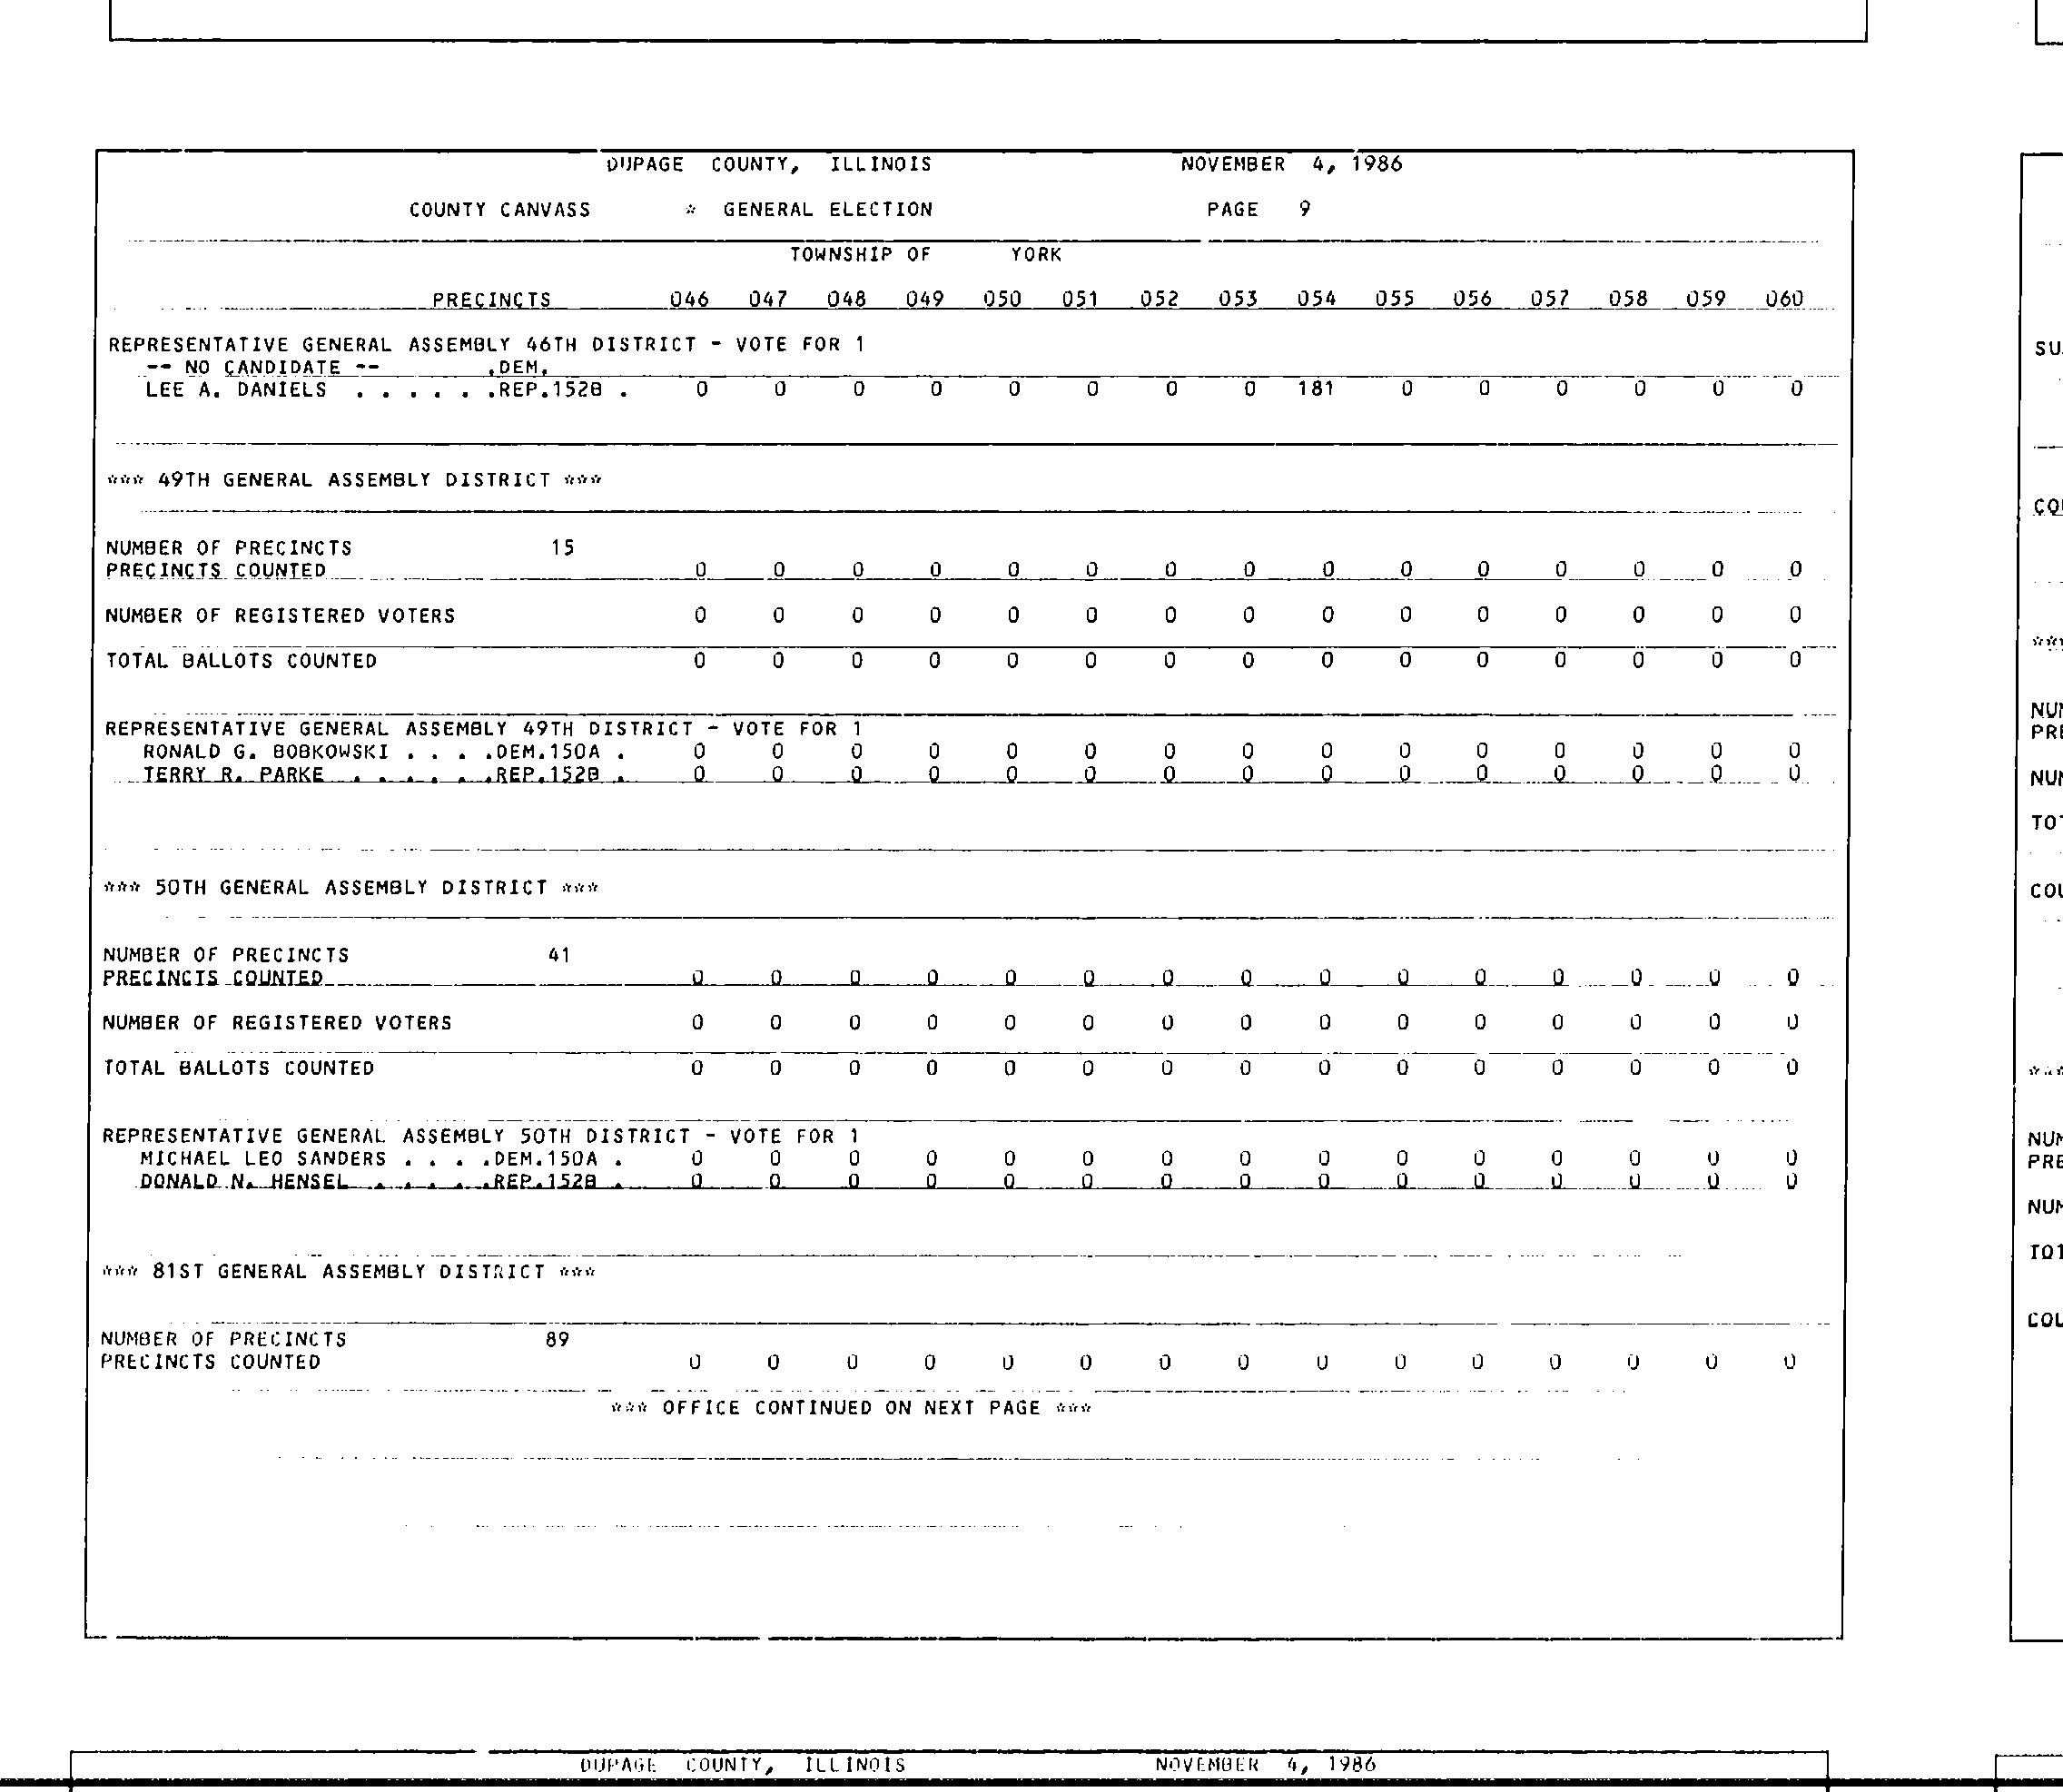 DUPAGE COUNTY, ILLINOIS NOVEMBER 4, 1986
COUNTY CANVASS * GENERAL ELECTION PAGE 9
TOWNSHIP OF YORK
PRECINCTS 046 047 048 049 050 051 052 053 054 055 056 057 058 059 060
REPRESENTATIVE GENERAL ASSEMBLY 46TH DISTRICT - VOTE FOR 1
-- NO CANDIDATE -- .DEM.
LEE A. DANIELS . . . . . .REP.152B . 0 0 0 0 0 0 0 0 181 0 0 0 0 0 0
*** 49TH GENERAL ASSEMBLY DISTRICT ***
NUMBER OF PRECINCTS 15
PRECINCTS COUNTED 0 0 0 0 0 0 0 0 0 0 0 0 0 0 0
NUMBER OF REGISTERED VOTERS 0 0 0 0 0 0 0 0 0 0 0 0 0 0 0
TOTAL BALLOTS COUNTED 0 0 0 0 0 0 0 0 0 0 0 0 0 0 0
REPRESENTATIVE GENERAL ASSEMBLY 49TH DISTRICT - VOTE FOR 1
RONALD G. BOBKOWSKI . . . .DEM.150A . 0 0 0 0 0 0 0 0 0 0 0 0 0 0 0
TERRY R. PARKE . . . . . .REP.152B . 0 0 0 0 0 0 0 0 0 0 0 0 0 0 0
*** 50TH GENERAL ASSEMBLY DISTRICT ***
NUMBER OF PRECINCTS 41
PRECINCTS COUNTED 0 0 0 0 0 0 0 0 0 0 0 0 0 0 0
NUMBER OF REGISTERED VOTERS 0 0 0 0 0 0 0 0 0 0 0 0 0 0 0
TOTAL BALLOTS COUNTED 0 0 0 0 0 0 0 0 0 0 0 0 0 0 0
REPRESENTATIVE GENERAL ASSEMBLY 50TH DISTRICT - VOTE FOR 1
MICHAEL LEO SANDERS . . . .DEM.150A . 0 0 0 0 0 0 0 0 0 0 0 0 0 0 0
DONALD N. HENSEL . . . . .REP.152B . 0 0 0 0 0 0 0 0 0 0 0 0 0 0 0
*** 81ST GENERAL ASSEMBLY DISTRICT ***
NUMBER OF PRECINCTS 89
PRECINCTS COUNTED 0 0 0 0 0 0 0 0 0 0 0 0 0 0 0
*** OFFICE CONTINUED ON NEXT PAGE ***
DUPAGE COUNTY, ILLINOIS NOVEMBER 4, 1986